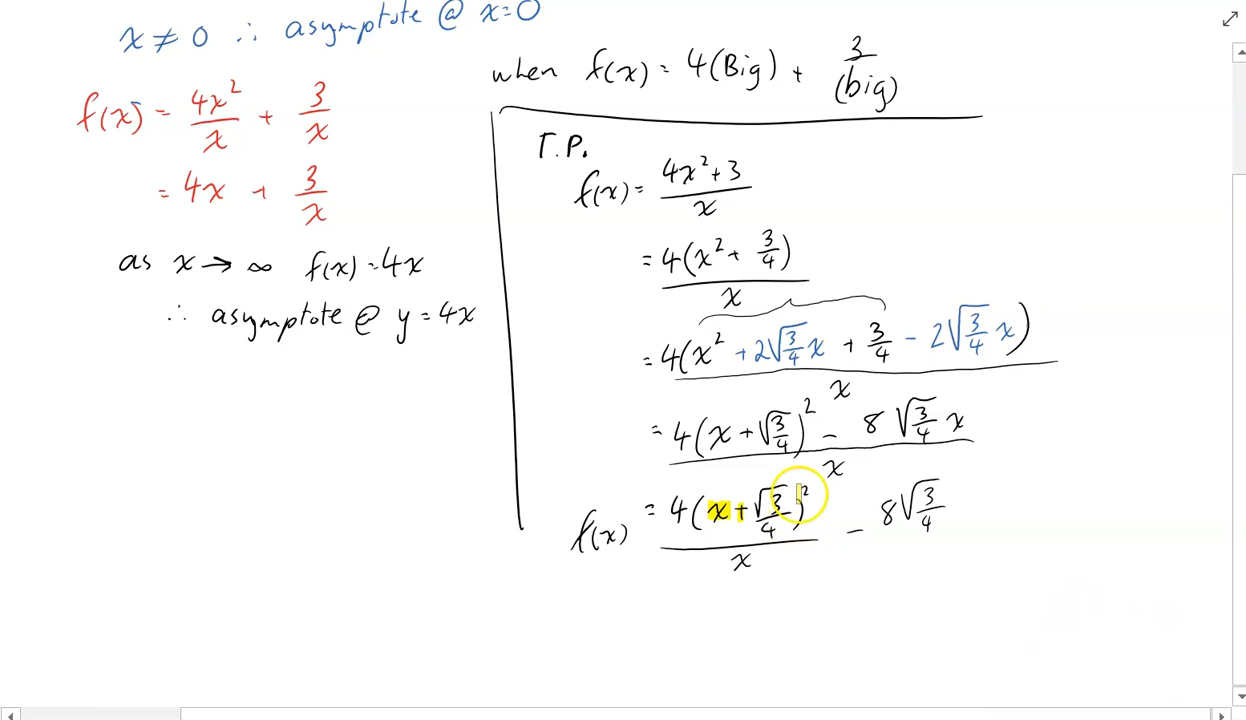 x ≠ 0 ∴ asymptote @ x=0
f(x) = 4x²/x + 3/x
= 4x + 3/x
as x → ∞ f(x) = 4x
∴ asymptote @ y = 4x
when f(x) = 4(Big) + 3/(big)
T.P.
f(x) = (4x²+3)/x
= 4(x² + 3/4)/x
= 4(x² + 2√(3/4)x + 3/4 - 2√(3/4)x)/x
= (4(x + √(3/4))² - 8√(3/4)x)/x
f(x) = 4(x + √3/4)²/x - 8√(3/4)